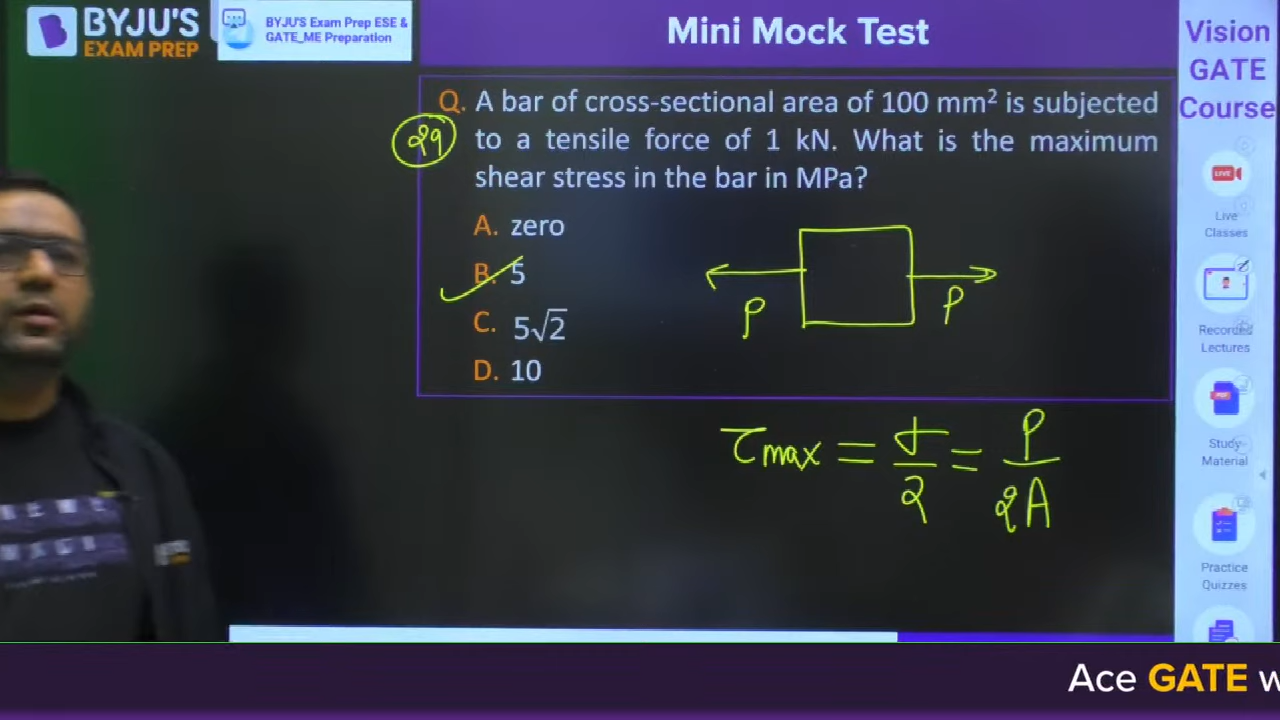 BYJU'S
EXAM PREP
BYJU'S Exam Prep ESE &
GATE_ME Preparation
Mini Mock Test
Vision
GATE
Course
Q. A bar of cross-sectional area of 100 mm² is subjected
29
to a tensile force of 1 kN. What is the maximum
shear stress in the bar in MPa?
A. zero
B. 5
C. 5√2
D. 10
P
P
τmax = σ/2 = P/2A
LIVE
Live
Classes
Recorded
Lectures
PDF
Study
Material
Practice
Quizzes
Ace GATE w